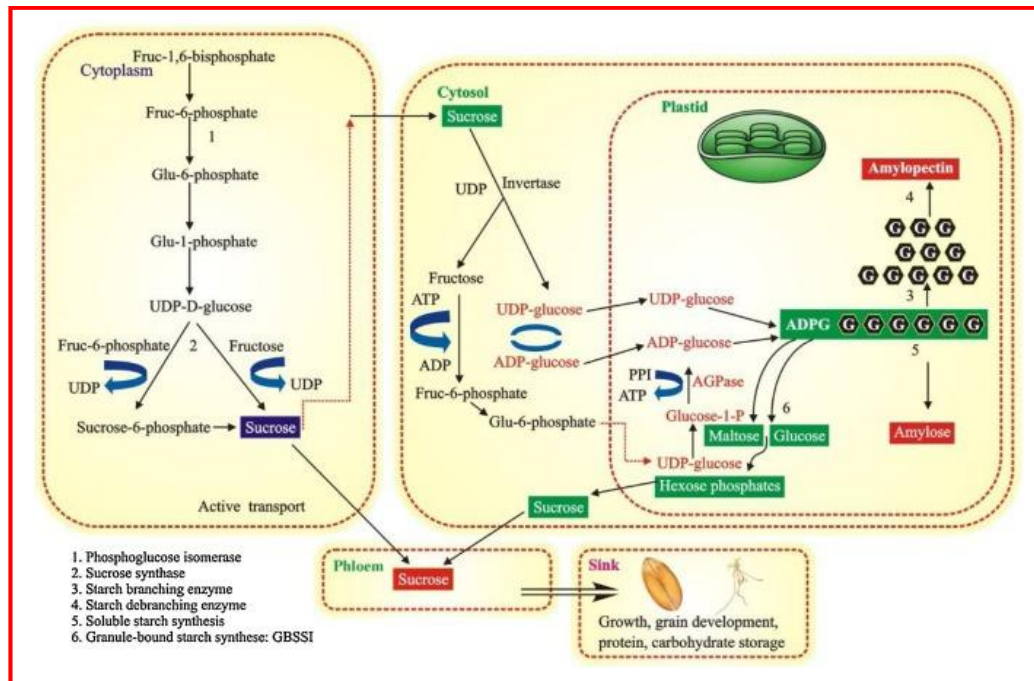 Fruc-1,6-bisphosphate
Cytoplasm
Fruc-6-phosphate
1
Glu-6-phosphate
Glu-1-phosphate
UDP-D-glucose
Fruc-6-phosphate
2
Fructose
UDP
UDP
Sucrose-6-phosphate
Sucrose
Active transport
Cytosol
Sucrose
UDP
Invertase
Fructose
ATP
ADP
UDP-glucose
ADP-glucose
Fruc-6-phosphate
Glu-6-phosphate
Plastid
Amylopectin
4
G G G
G G G
G G G G G
3
UDP-glucose
ADPG G G G G G G
ADP-glucose
5
PPI
ATP
AGPase
6
Glucose-1-P
Maltose
Glucose
Amylose
UDP-glucose
Hexose phosphates
Sucrose
Phloem
Sucrose
Sink
Growth, grain development,
protein, carbohydrate storage
1. Phosphoglucose isomerase
2. Sucrose synthase
3. Starch branching enzyme
4. Starch debranching enzyme
5. Soluble starch synthesis
6. Granule-bound starch synthese: GBSSI